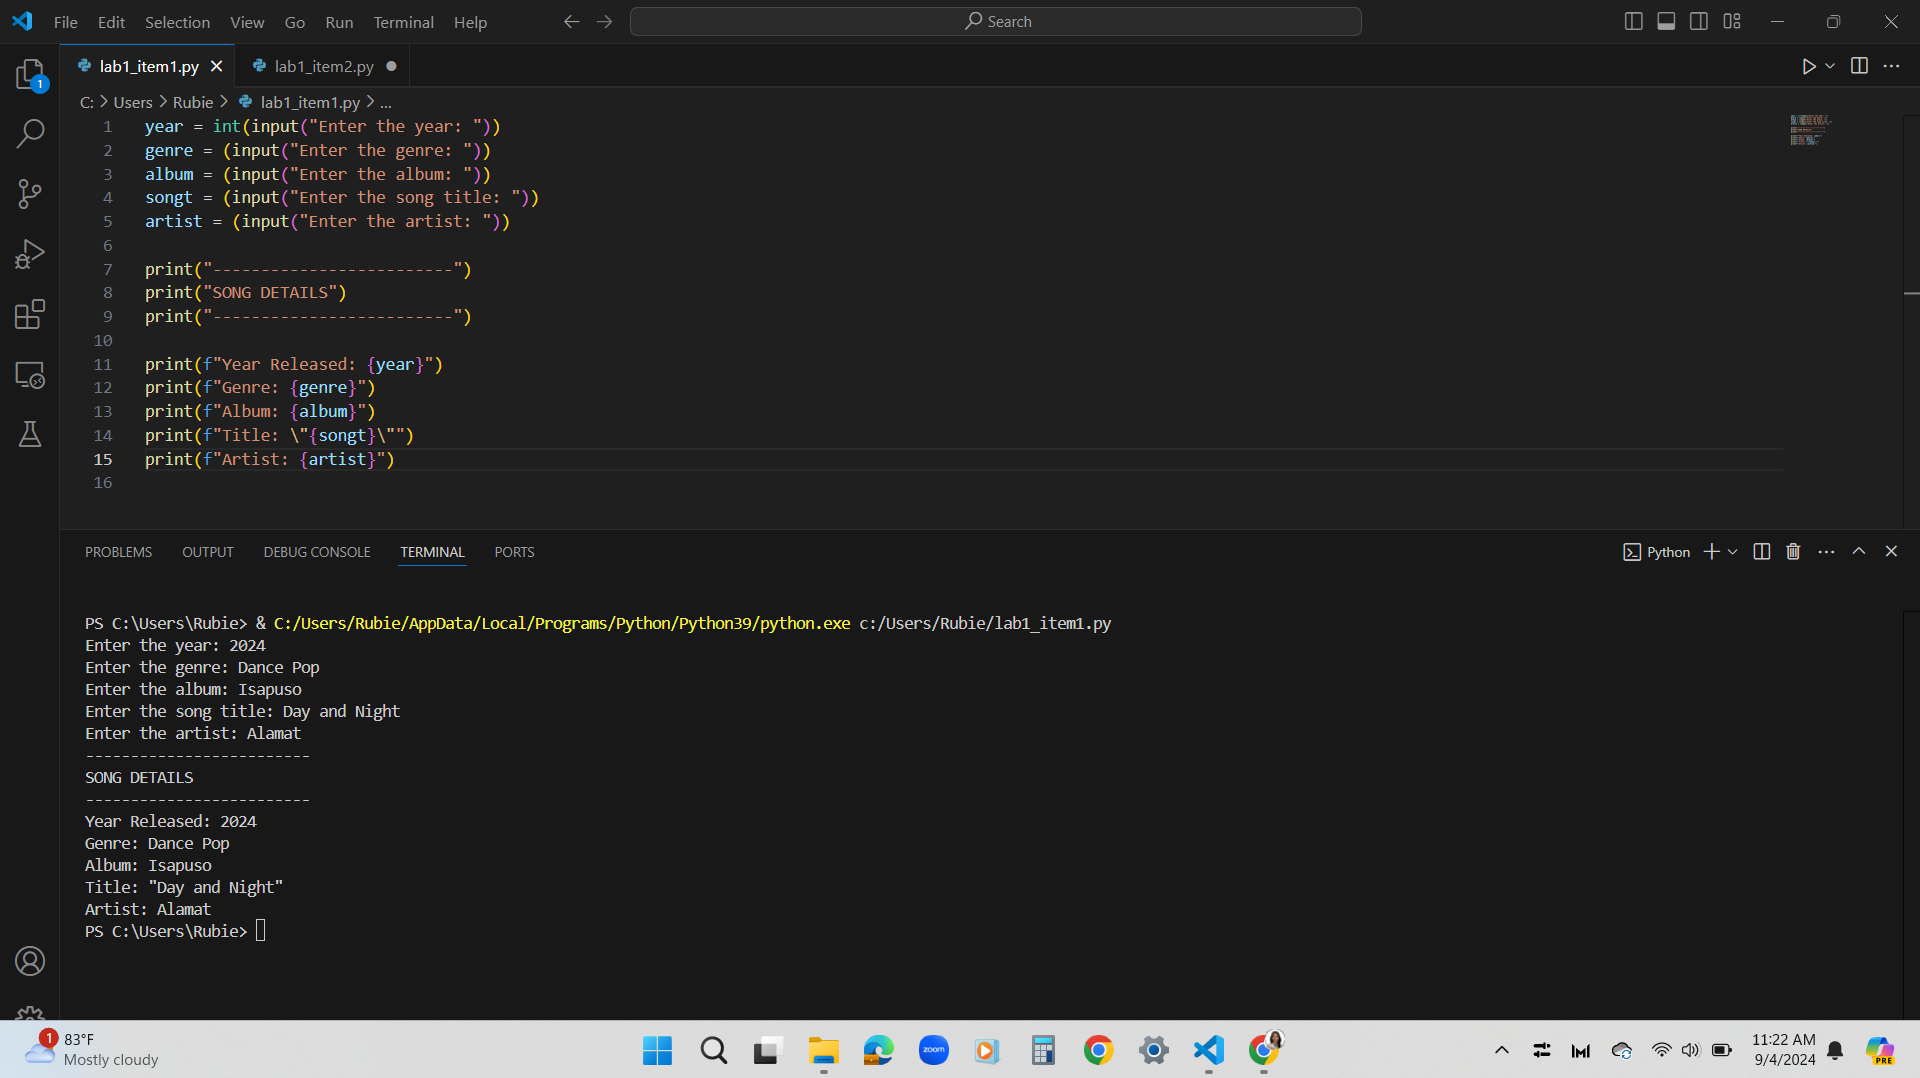 File Edit Selection View Go Run Terminal Help Search
1
lab1_item1.py lab1_item2.py
C: > Users > Rubie > lab1_item1.py > ...
1 year = int(input("Enter the year: "))
2 genre = (input("Enter the genre: "))
3 album = (input("Enter the album: "))
4 songt = (input("Enter the song title: "))
5 artist = (input("Enter the artist: "))
6
7 print("-------------------------")
8 print("SONG DETAILS")
9 print("-------------------------")
10
11 print(f"Year Released: {year}")
12 print(f"Genre: {genre}")
13 print(f"Album: {album}")
14 print(f"Title: \"{songt}\"")
15 print(f"Artist: {artist}")
16
PROBLEMS OUTPUT DEBUG CONSOLE TERMINAL PORTS Python
PS C:\Users\Rubie> & C:/Users/Rubie/AppData/Local/Programs/Python/Python39/python.exe c:/Users/Rubie/lab1_item1.py
Enter the year: 2024
Enter the genre: Dance Pop
Enter the album: Isapuso
Enter the song title: Day and Night
Enter the artist: Alamat
-------------------------
SONG DETAILS
-------------------------
Year Released: 2024
Genre: Dance Pop
Album: Isapuso
Title: "Day and Night"
Artist: Alamat
PS C:\Users\Rubie>
1 83°F
Mostly cloudy
zoom
11:22 AM
9/4/2024
PRE